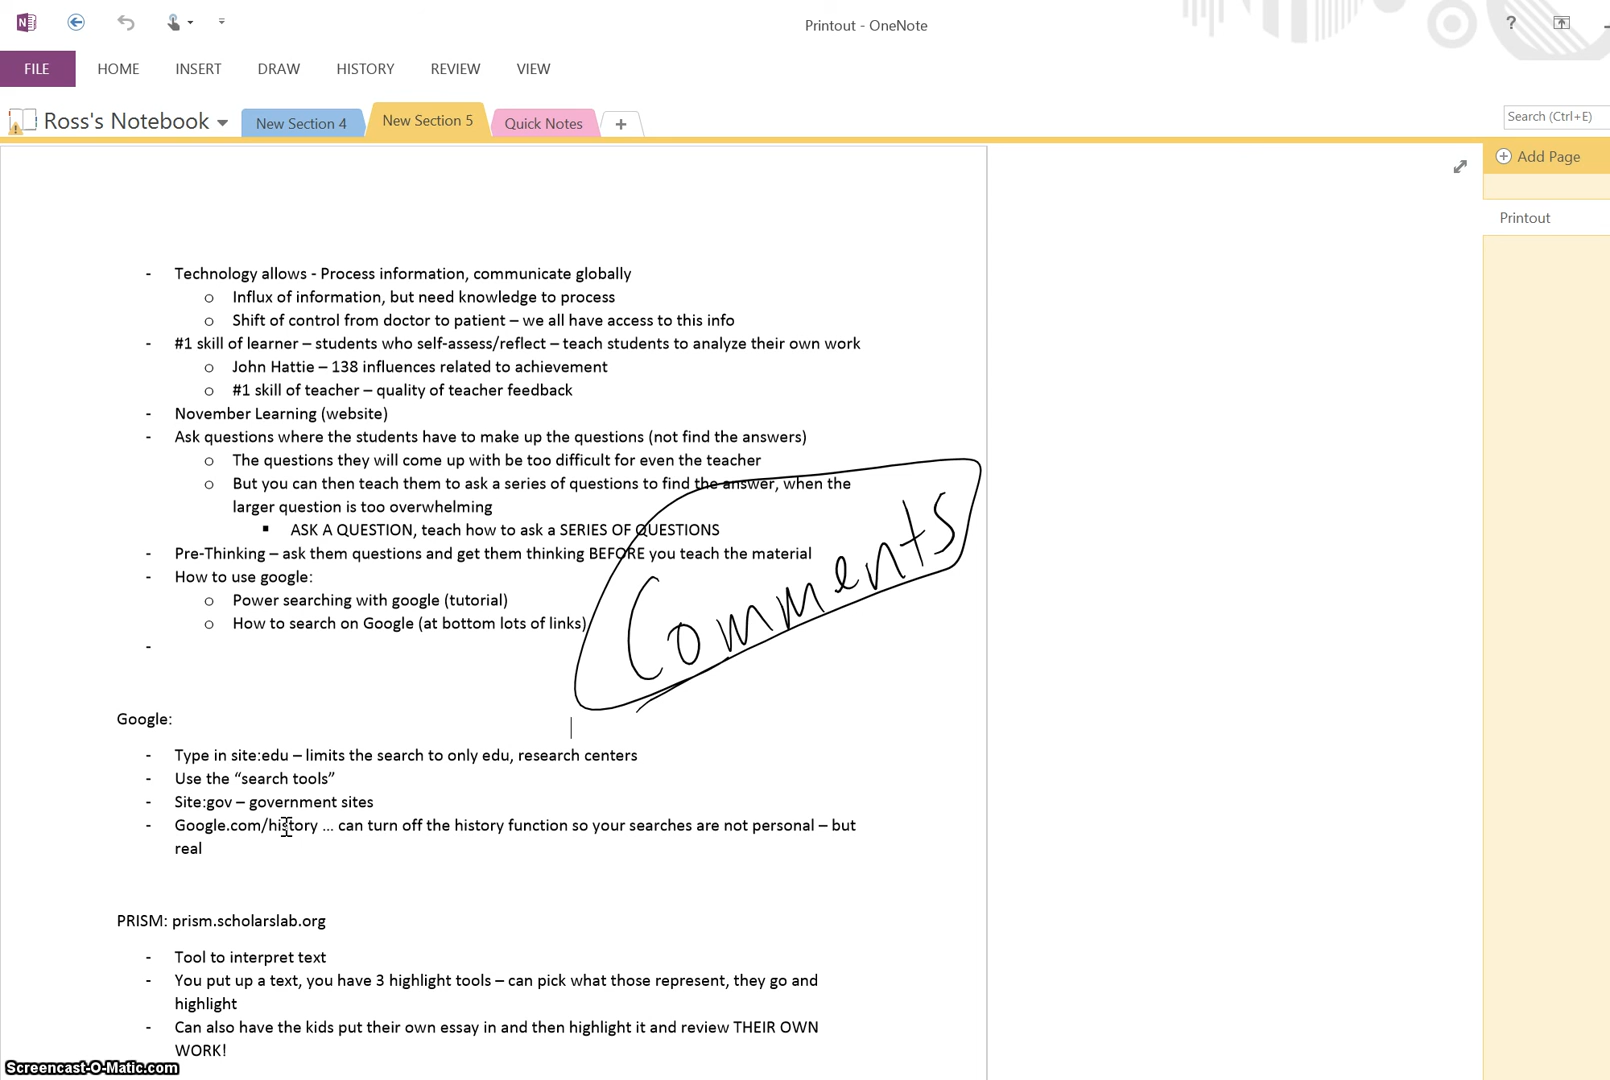 Printout - OneNote
?
FILE HOME INSERT DRAW HISTORY REVIEW VIEW
Ross's Notebook New Section 4 New Section 5 Quick Notes +
Search (Ctrl+E)
Add Page
Printout
- Technology allows - Process information, communicate globally
o Influx of information, but need knowledge to process
o Shift of control from doctor to patient – we all have access to this info
- #1 skill of learner – students who self-assess/reflect – teach students to analyze their own work
o John Hattie – 138 influences related to achievement
o #1 skill of teacher – quality of teacher feedback
- November Learning (website)
- Ask questions where the students have to make up the questions (not find the answers)
o The questions they will come up with be too difficult for even the teacher
o But you can then teach them to ask a series of questions to find the answer, when the
larger question is too overwhelming
▪ ASK A QUESTION, teach how to ask a SERIES OF QUESTIONS
- Pre-Thinking – ask them questions and get them thinking BEFORE you teach the material
- How to use google:
o Power searching with google (tutorial)
o How to search on Google (at bottom lots of links)
-
Comments
Google:
- Type in site:edu – limits the search to only edu, research centers
- Use the “search tools”
- Site:gov – government sites
- Google.com/history ... can turn off the history function so your searches are not personal – but
real
PRISM: prism.scholarslab.org
- Tool to interpret text
- You put up a text, you have 3 highlight tools – can pick what those represent, they go and
highlight
- Can also have the kids put their own essay in and then highlight it and review THEIR OWN
WORK!
Screencast-O-Matic.com